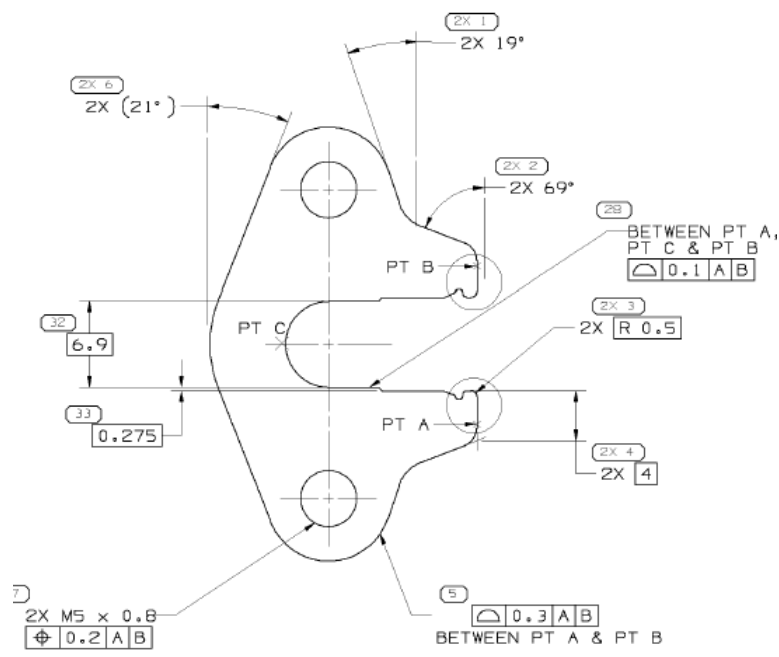 2X 1
2X 19°
2X 6
2X (21°)
2X 2
2X 69°
28
BETWEEN PT A,
PT C & PT B
⌓ 0.1 A B
PT B
2X 3
2X R 0.5
32
6.9
PT C
33
0.275
PT A
2X 4
2X 4
7
2X M5 x 0.8
⌖ 0.2 A B
5
⌓ 0.3 A B
BETWEEN PT A & PT B